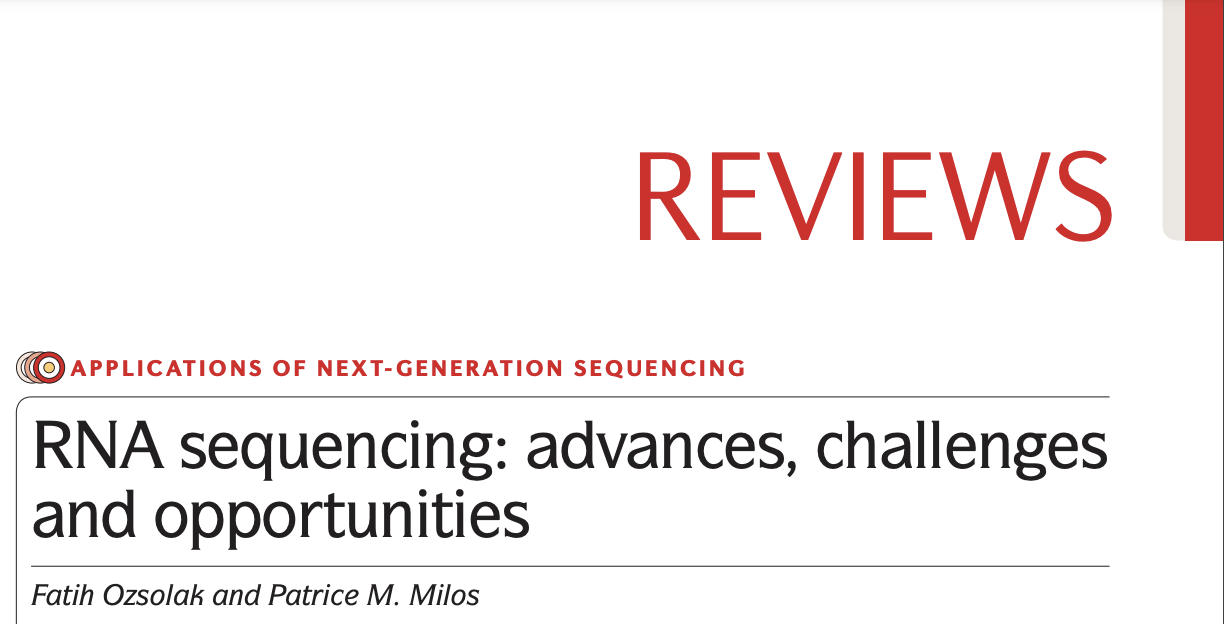 REVIEWS
APPLICATIONS OF NEXT-GENERATION SEQUENCING
RNA sequencing: advances, challenges
and opportunities
Fatih Ozsolak and Patrice M. Milos